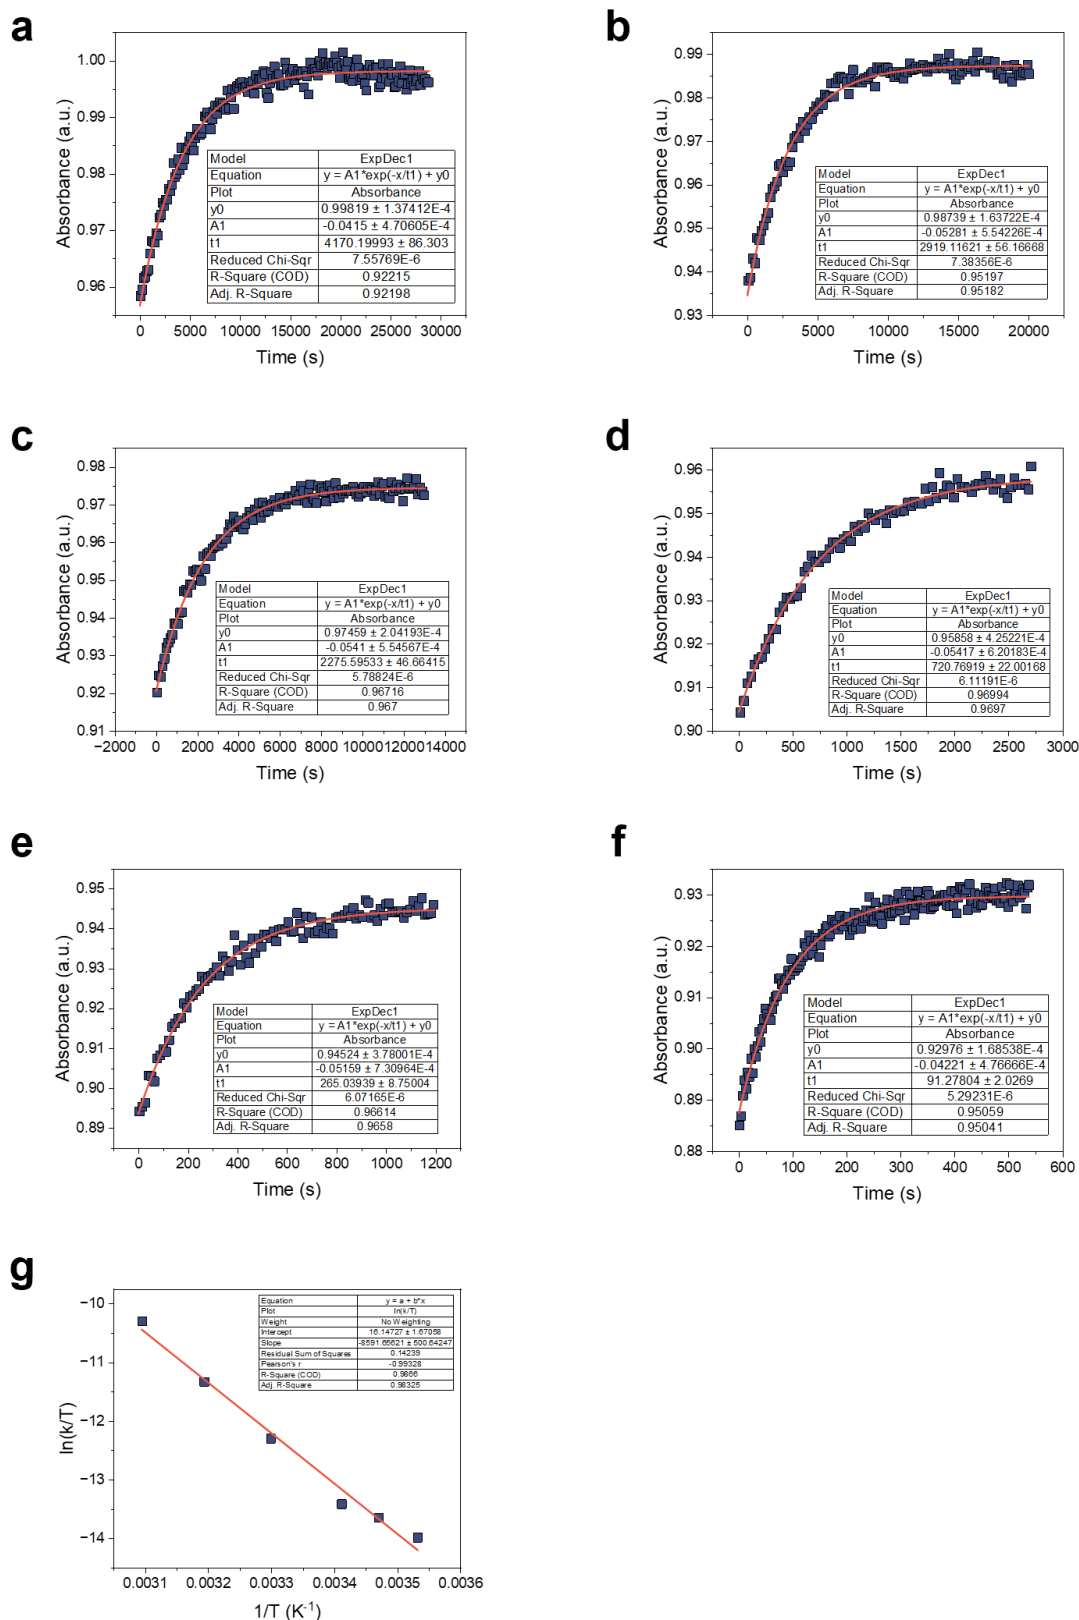 a
Absorbance (a.u.)
1.00
0.99
0.98
0.97
0.96
Model ExpDec1
Equation y = A1*exp(-x/t1) + y0
Plot Absorbance
y0 0.99819 ± 1.37412E-4
A1 -0.0415 ± 4.70605E-4
t1 4170.19993 ± 86.303
Reduced Chi-Sqr 7.55769E-6
R-Square (COD) 0.92215
Adj. R-Square 0.92198
0 5000 10000 15000 20000 25000 30000
Time (s)
b
Absorbance (a.u.)
0.99
0.98
0.97
0.96
0.95
0.94
0.93
Model ExpDec1
Equation y = A1*exp(-x/t1) + y0
Plot Absorbance
y0 0.98739 ± 1.63722E-4
A1 -0.05281 ± 5.54226E-4
t1 2919.11621 ± 56.16668
Reduced Chi-Sqr 7.38356E-6
R-Square (COD) 0.95197
Adj. R-Square 0.95182
0 5000 10000 15000 20000
Time (s)
c
Absorbance (a.u.)
0.98
0.97
0.96
0.95
0.94
0.93
0.92
0.91
Model ExpDec1
Equation y = A1*exp(-x/t1) + y0
Plot Absorbance
y0 0.97459 ± 2.04193E-4
A1 -0.0541 ± 5.54567E-4
t1 2275.59533 ± 46.66415
Reduced Chi-Sqr 5.78824E-6
R-Square (COD) 0.96716
Adj. R-Square 0.967
−2000 0 2000 4000 6000 8000 10000 12000 14000
Time (s)
d
Absorbance (a.u.)
0.96
0.95
0.94
0.93
0.92
0.91
0.90
Model ExpDec1
Equation y = A1*exp(-x/t1) + y0
Plot Absorbance
y0 0.95858 ± 4.25221E-4
A1 -0.05417 ± 6.20183E-4
t1 720.76919 ± 22.00168
Reduced Chi-Sqr 6.11191E-6
R-Square (COD) 0.96994
Adj. R-Square 0.9697
0 500 1000 1500 2000 2500 3000
Time (s)
e
Absorbance (a.u.)
0.95
0.94
0.93
0.92
0.91
0.90
0.89
Model ExpDec1
Equation y = A1*exp(-x/t1) + y0
Plot Absorbance
y0 0.94524 ± 3.78001E-4
A1 -0.05159 ± 7.30964E-4
t1 265.03939 ± 8.75004
Reduced Chi-Sqr 6.07165E-6
R-Square (COD) 0.96614
Adj. R-Square 0.9658
0 200 400 600 800 1000 1200
Time (s)
f
Absorbance (a.u.)
0.93
0.92
0.91
0.90
0.89
0.88
Model ExpDec1
Equation y = A1*exp(-x/t1) + y0
Plot Absorbance
y0 0.92976 ± 1.68538E-4
A1 -0.04221 ± 4.76666E-4
t1 91.27804 ± 2.0269
Reduced Chi-Sqr 5.29231E-6
R-Square (COD) 0.95059
Adj. R-Square 0.95041
0 100 200 300 400 500 600
Time (s)
g
ln(k/T)
−10
−11
−12
−13
−14
Equation y = a + b*x
Plot ln(k/T)
Weight No Weighting
Intercept 16.14727 ± 1.67058
Slope -8591.65621 ± 500.64247
Residual Sum of Squares 0.14239
Pearson's r -0.99328
R-Square (COD) 0.9866
Adj. R-Square 0.98325
0.0031 0.0032 0.0033 0.0034 0.0035 0.0036
1/T (K⁻¹)